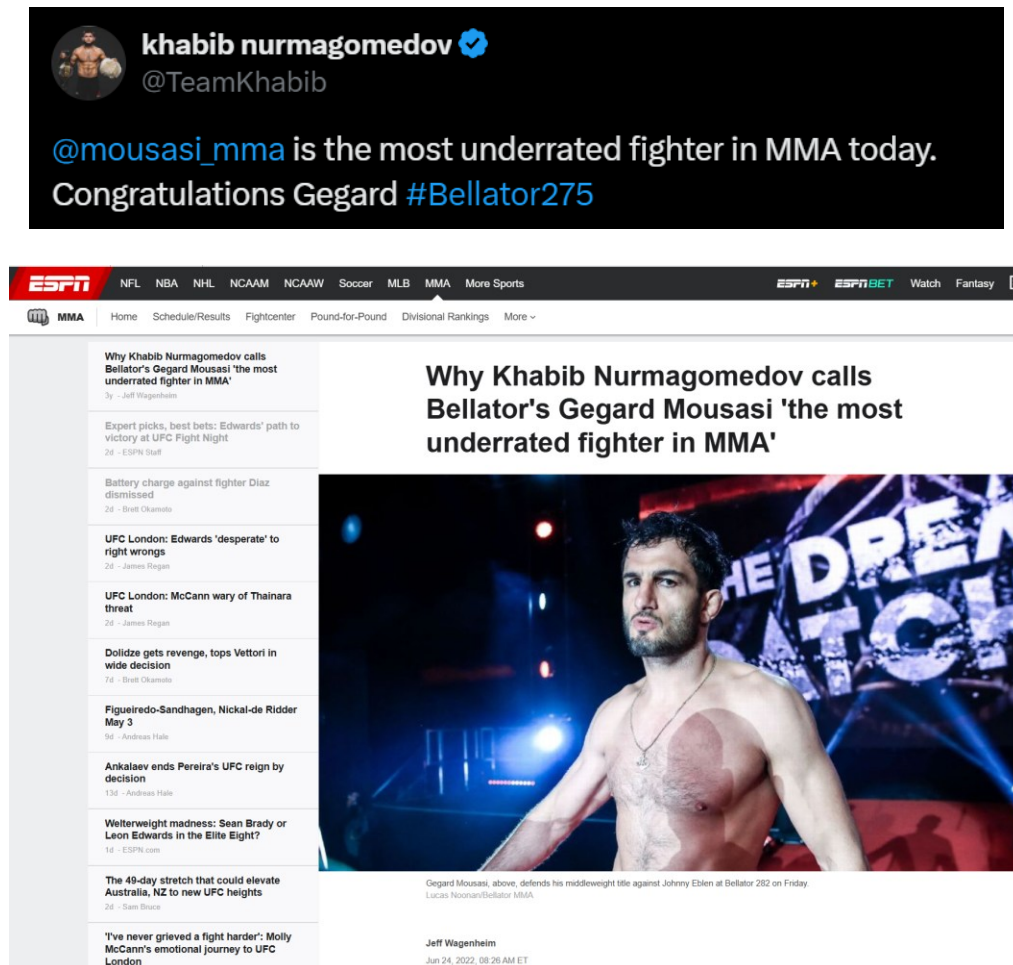 khabib nurmagomedov
@TeamKhabib
@mousasi_mma is the most underrated fighter in MMA today.
Congratulations Gegard #Bellator275
ESPN NFL NBA NHL NCAAM NCAAW Soccer MLB MMA More Sports ESPN+ ESPN BET Watch Fantasy
MMA Home Schedule/Results Fightcenter Pound-for-Pound Divisional Rankings More
Why Khabib Nurmagomedov calls
Bellator's Gegard Mousasi 'the most
underrated fighter in MMA'
3y - Jeff Wagenheim
Expert picks, best bets: Edwards' path to
victory at UFC Fight Night
2d - ESPN Staff
Battery charge against fighter Diaz
dismissed
2d - Brett Okamoto
UFC London: Edwards 'desperate' to
right wrongs
2d - James Regan
UFC London: McCann wary of Thainara
threat
2d - James Regan
Dolidze gets revenge, tops Vettori in
wide decision
7d - Brett Okamoto
Figueiredo-Sandhagen, Nickal-de Ridder
May 3
9d - Andreas Hale
Ankalaev ends Pereira's UFC reign by
decision
13d - Andreas Hale
Welterweight madness: Sean Brady or
Leon Edwards in the Elite Eight?
1d - ESPN.com
The 49-day stretch that could elevate
Australia, NZ to new UFC heights
2d - Sam Bruce
'I've never grieved a fight harder': Molly
McCann's emotional journey to UFC
London
Why Khabib Nurmagomedov calls
Bellator's Gegard Mousasi 'the most
underrated fighter in MMA'
HE DREA
ATC
Gegard Mousasi, above, defends his middleweight title against Johnny Eblen at Bellator 282 on Friday.
Lucas Noonan/Bellator MMA
Jeff Wagenheim
Jun 24, 2022, 08:26 AM ET